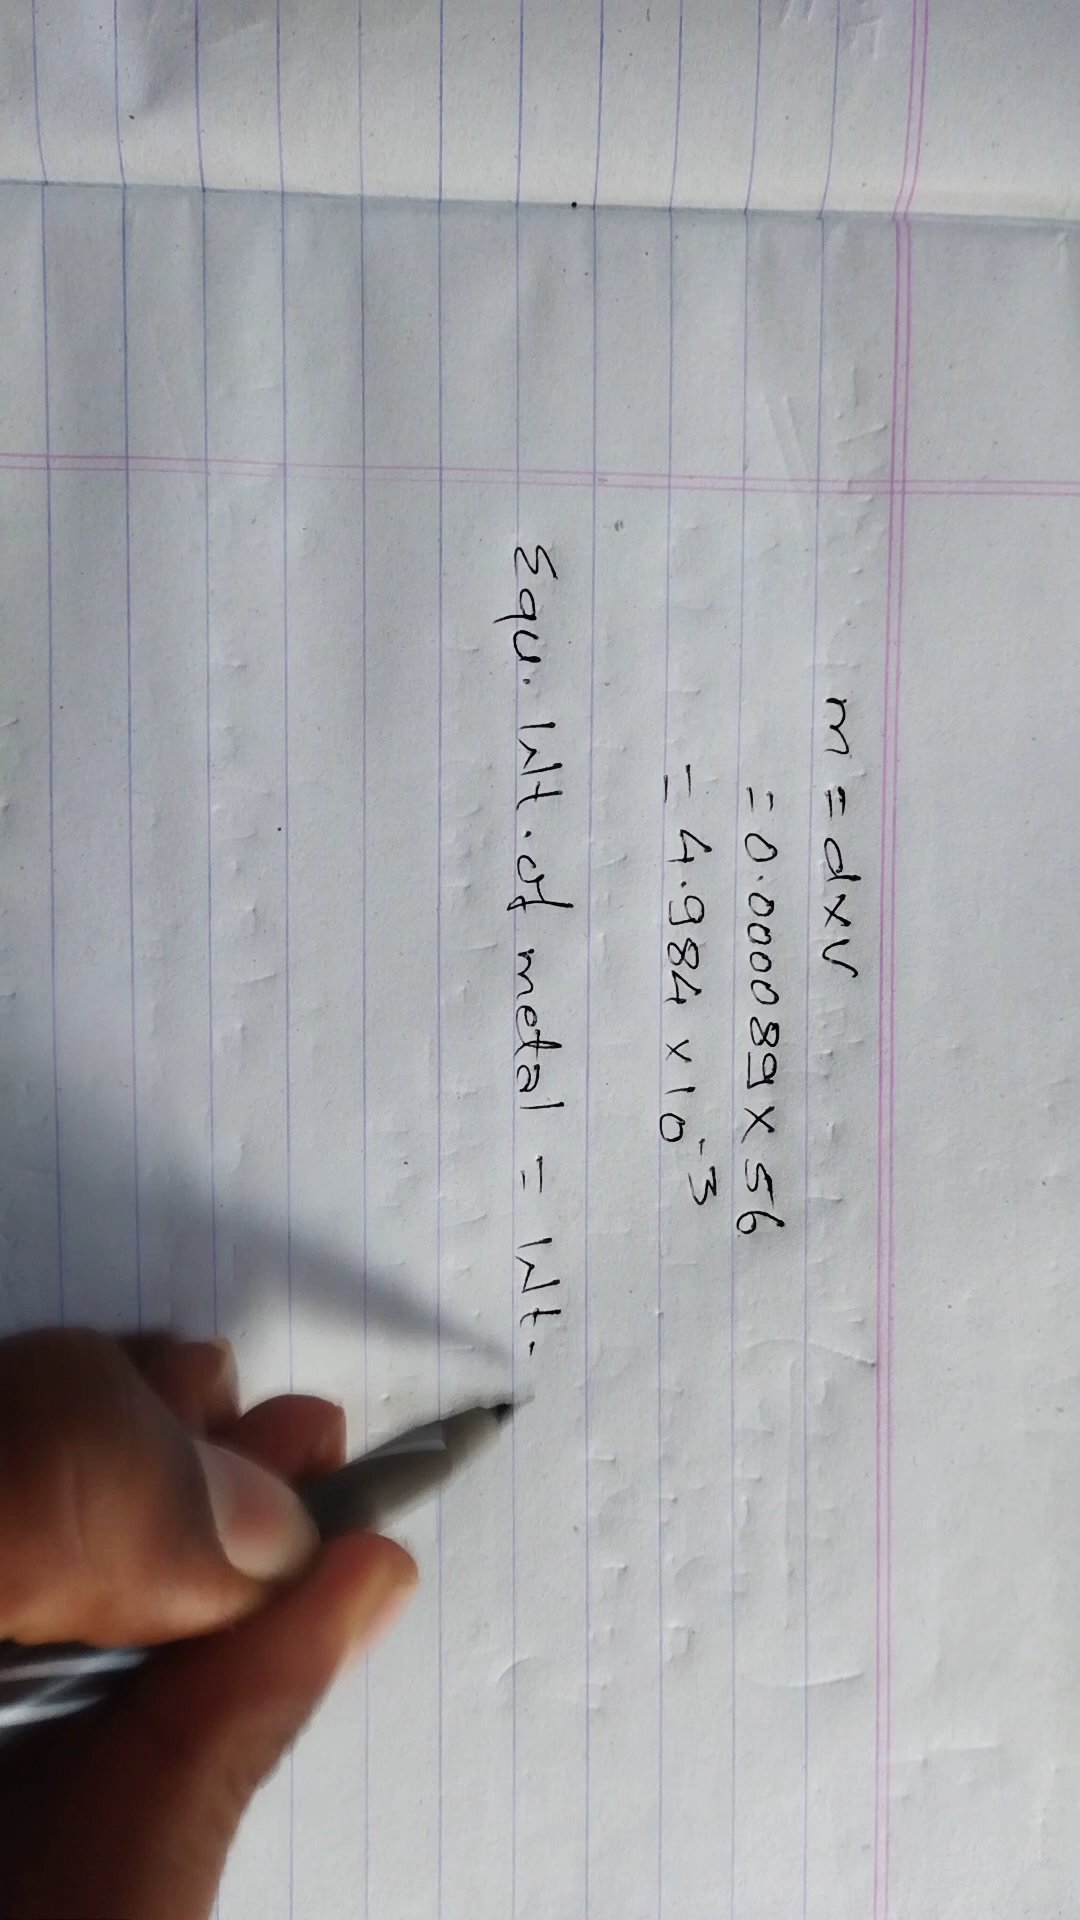 m = d x v
= 0.000089 x 56
= 4.984 x 10⁻³
Equ. Wt. of metal = Wt.